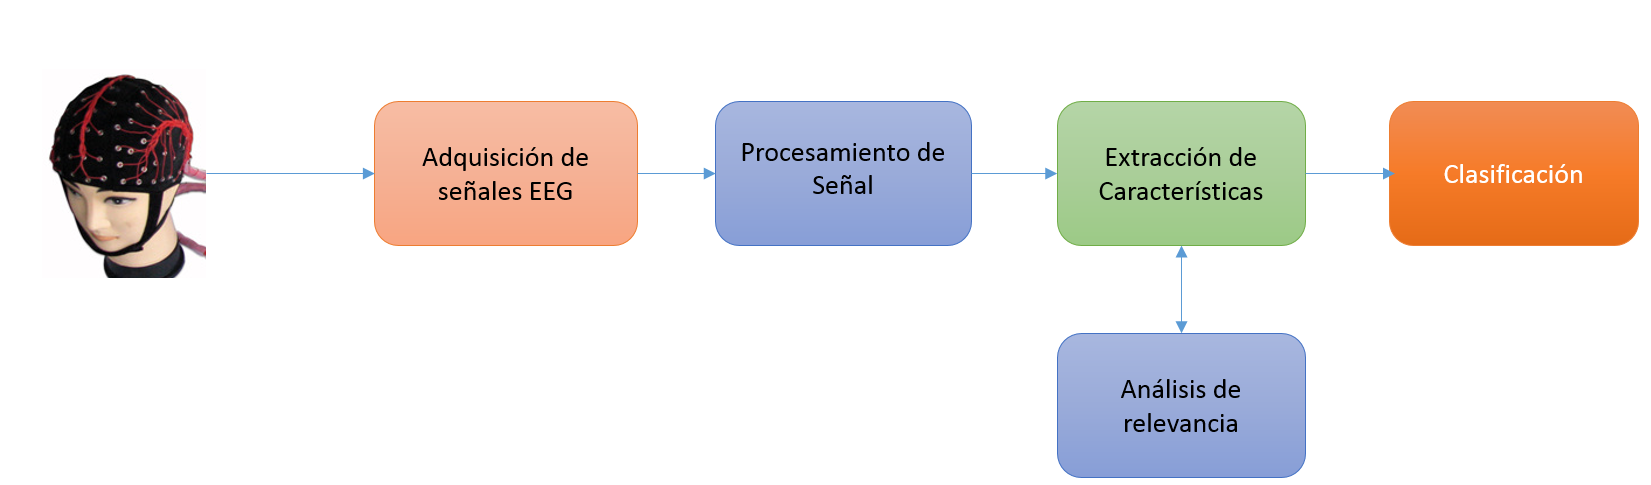 Adquisición de
señales EEG
Procesamiento de
Señal
Extracción de
Características
Clasificación
Análisis de
relevancia